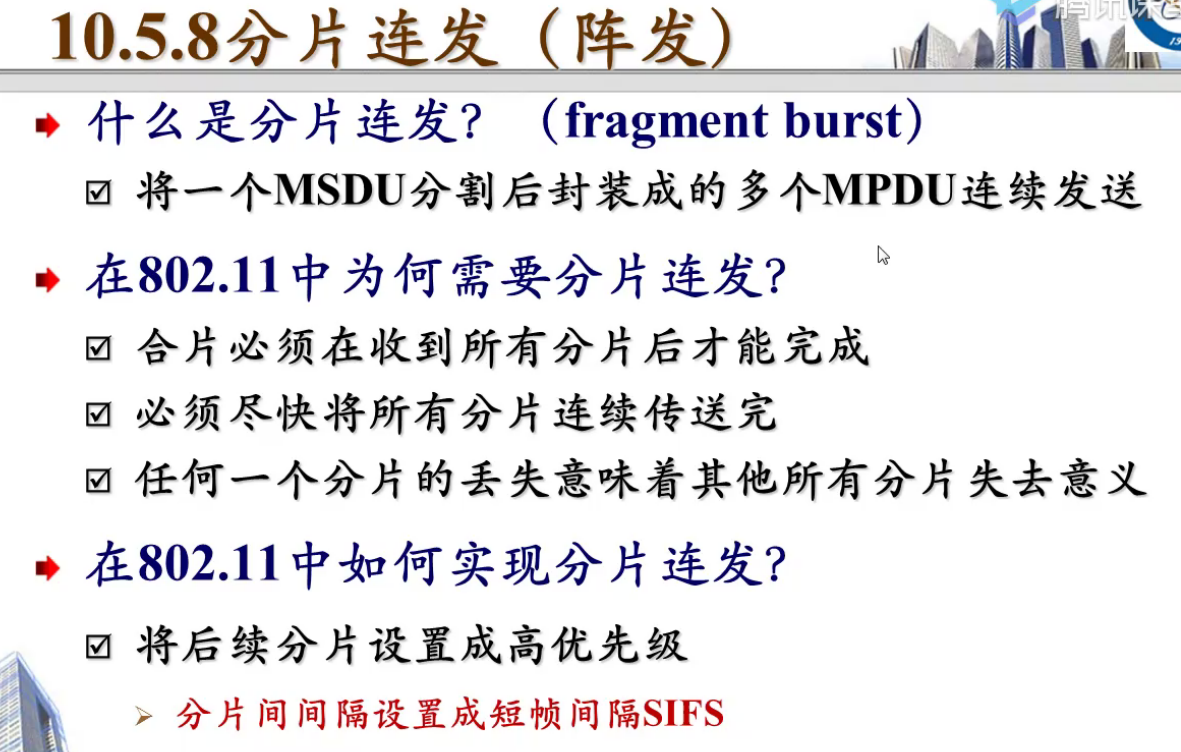 腾讯课堂
10.5.8分片连发（阵发）
什么是分片连发？（fragment burst）
将一个MSDU分割后封装成的多个MPDU连续发送
在802.11中为何需要分片连发？
合片必须在收到所有分片后才能完成
必须尽快将所有分片连续传送完
任何一个分片的丢失意味着其他所有分片失去意义
在802.11中如何实现分片连发？
将后续分片设置成高优先级
分片间间隔设置成短帧间隔SIFS